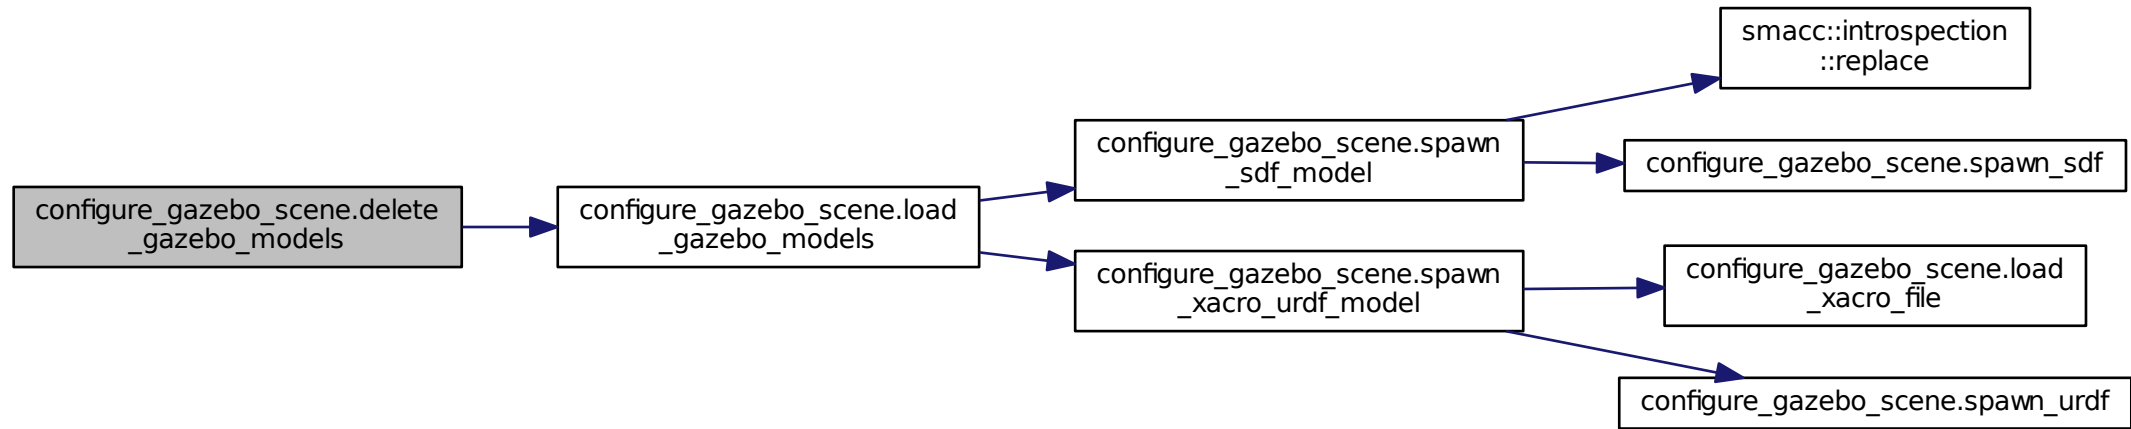 configure_gazebo_scene.delete
_gazebo_models
configure_gazebo_scene.load
_gazebo_models
configure_gazebo_scene.spawn
_sdf_model
smacc::introspection
::replace
configure_gazebo_scene.spawn_sdf
configure_gazebo_scene.spawn
_xacro_urdf_model
configure_gazebo_scene.load
_xacro_file
configure_gazebo_scene.spawn_urdf